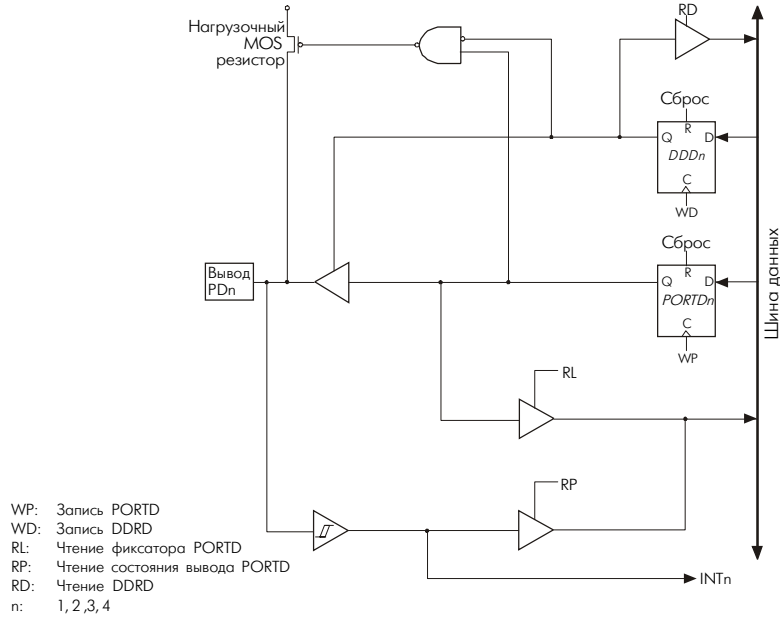 RD
Нагрузочный
MOS
резистор
Сброс
R
Q
D
DDDn
C
WD
Сброс
R
Вывод
PDn
Q
D
PORTDn
C
WP
Шина данных
RL
RP
INTn
WP: Запись PORTD
WD: Запись DDRD
RL: Чтение фиксатора PORTD
RP: Чтение состояния вывода PORTD
RD: Чтение DDRD
n: 1, 2 ,3, 4